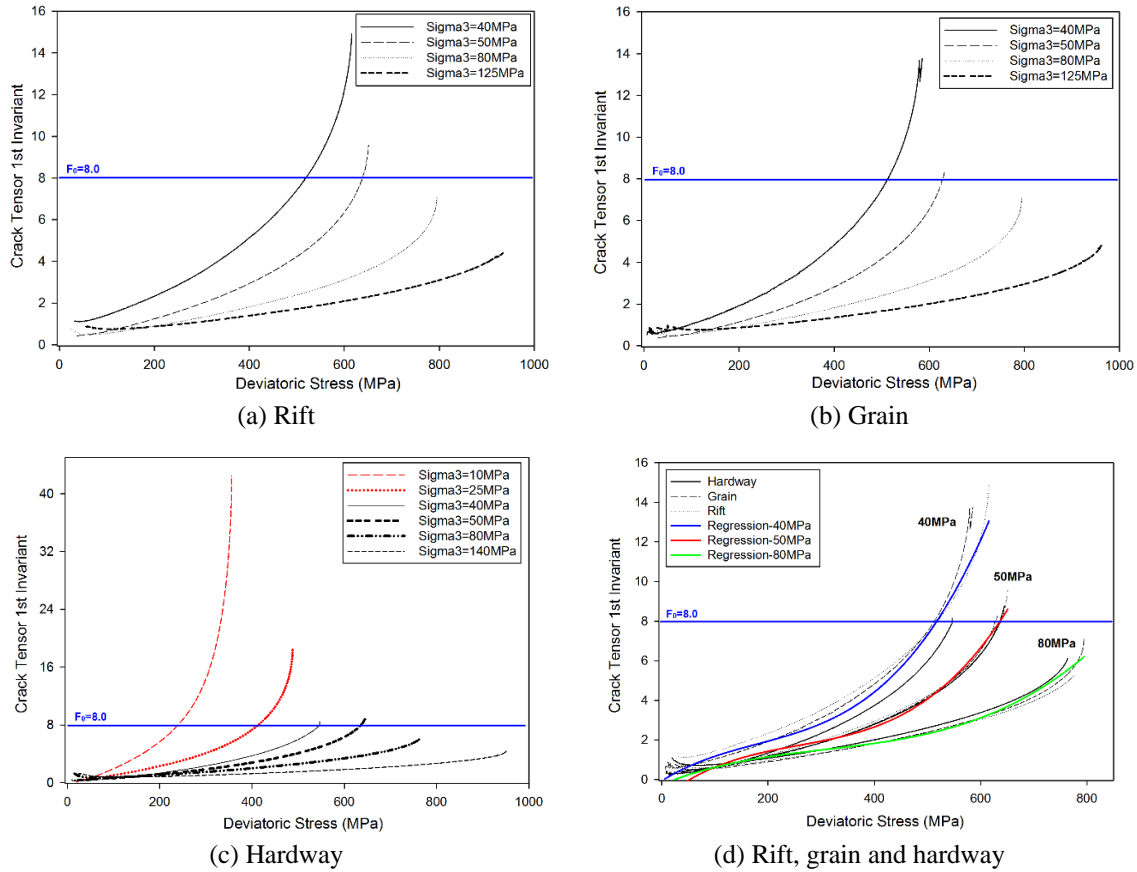 Crack Tensor 1st Invariant
16
14
12
10
8
6
4
2
0
F₀=8.0
Sigma3=40MPa
Sigma3=50MPa
Sigma3=80MPa
Sigma3=125MPa
0 200 400 600 800 1000
Deviatoric Stress (MPa)
(a) Rift
Crack Tensor 1st Invariant
16
14
12
10
8
6
4
2
0
F₀=8.0
Sigma3=40MPa
Sigma3=50MPa
Sigma3=80MPa
Sigma3=125MPa
0 200 400 600 800 1000
Deviatoric Stress (MPa)
(b) Grain
Crack Tensor 1st Invariant
40
32
24
16
8
0
F₀=8.0
Sigma3=10MPa
Sigma3=25MPa
Sigma3=40MPa
Sigma3=50MPa
Sigma3=80MPa
Sigma3=140MPa
0 200 400 600 800 1000
Deviatoric Stress (MPa)
(c) Hardway
Crack Tensor 1st Invariant
16
14
12
10
8
6
4
2
0
F₀=8.0
Hardway
Grain
Rift
Regression-40MPa
Regression-50MPa
Regression-80MPa
40MPa
50MPa
80MPa
0 200 400 600 800
Deviatoric Stress (MPa)
(d) Rift, grain and hardway